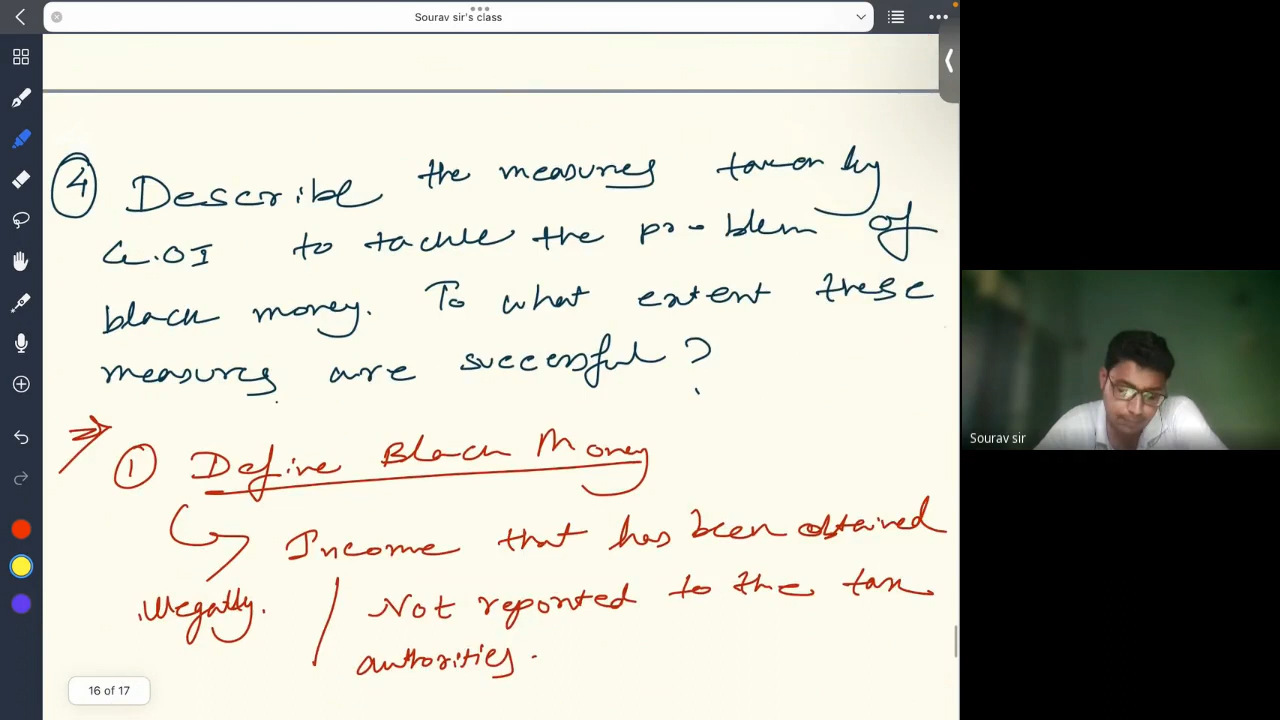 Sourav sir's class
4 Describe the measures taken by
G.OI to tackle the problem of
black money. To what extent these
measures are successful?
1 Define Black Money
Income that has been obtained
illegally. / Not reported to the tax
authorities.
Sourav sir
16 of 17